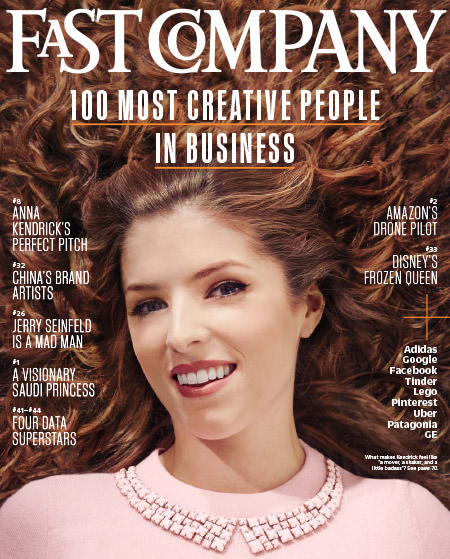 FAST COMPANY
100 MOST CREATIVE PEOPLE
IN BUSINESS
#8
ANNA
KENDRICK'S
PERFECT PITCH
#32
CHINA'S BRAND
ARTISTS
#26
JERRY SEINFELD
IS A MAD MAN
#1
A VISIONARY
SAUDI PRINCESS
#41–#44
FOUR DATA
SUPERSTARS
#2
AMAZON'S
DRONE PILOT
#33
DISNEY'S
FROZEN QUEEN
Adidas
Google
Facebook
Tinder
Lego
Pinterest
Uber
Patagonia
GE
What makes Kendrick feel like
"a mover, a shaker, and a
little badass"? See page 70.